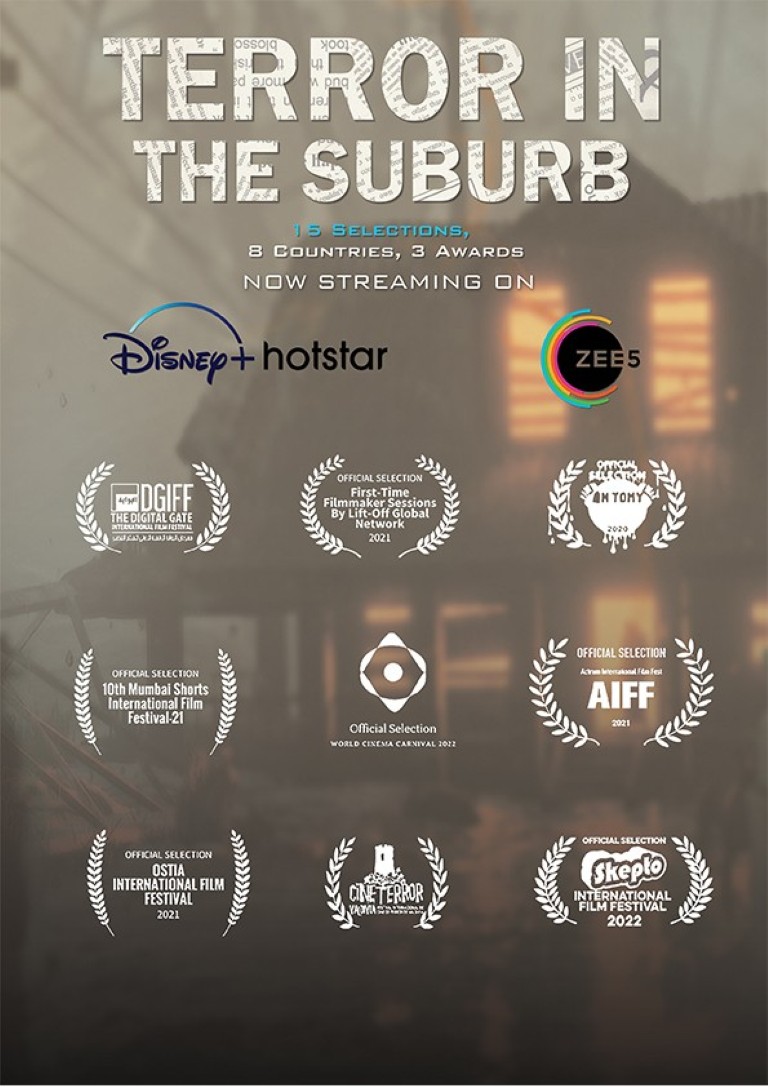 TERROR IN
THE SUBURB
15 SELECTIONS,
8 COUNTRIES, 3 AWARDS
NOW STREAMING ON
Disney+ hotstar
ZEE5
DGIFF
THE DIGITAL GATE
INTERNATIONAL FILM FESTIVAL
OFFICIAL SELECTION
First-Time
Filmmaker Sessions
By Lift-Off Global
Network
2021
OFFICIAL
SELECTION
TOMY
2020
OFFICIAL SELECTION
10th Mumbai Shorts
International Film
Festival-21
Official Selection
WORLD CINEMA CARNIVAL 2022
OFFICIAL SELECTION
International Film Fest
AIFF
2021
OFFICIAL SELECTION
OSTIA
INTERNATIONAL FILM
FESTIVAL
2021
CINETERROR
OFFICIAL SELECTION
Skepto
INTERNATIONAL
FILM FESTIVAL
2022